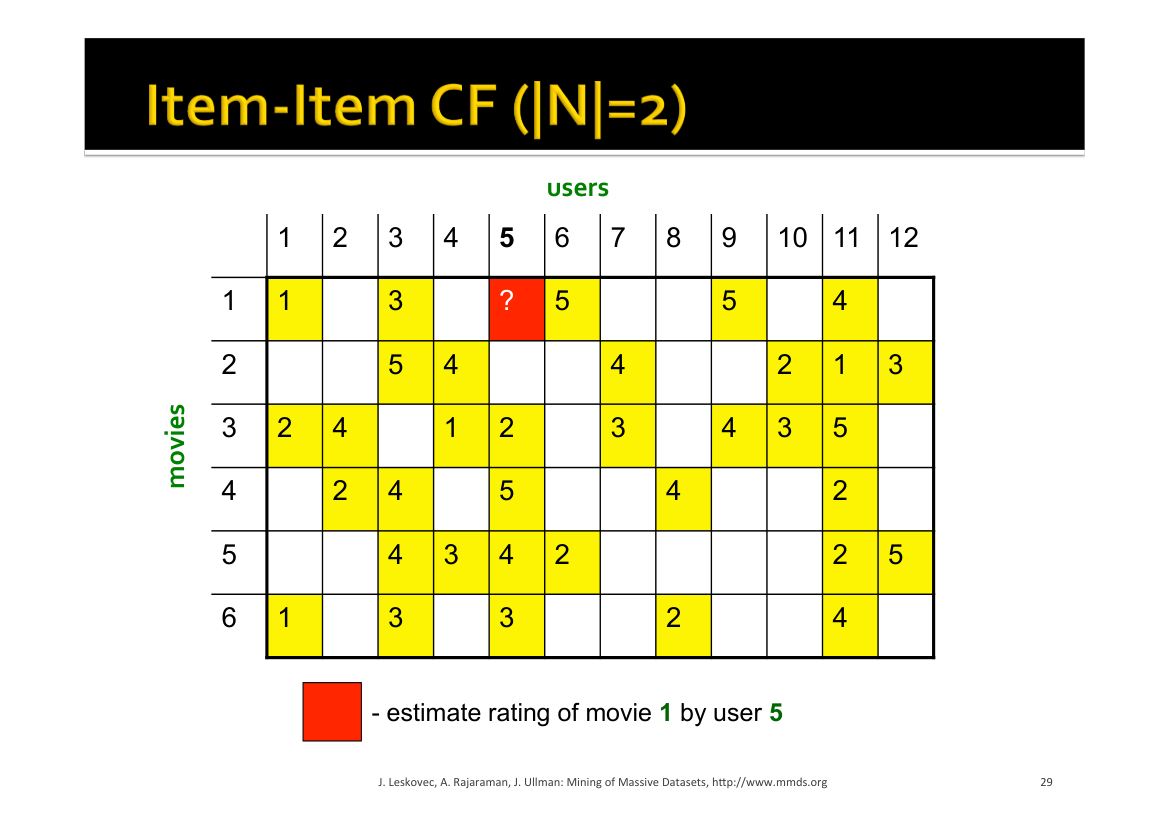 Item-Item CF (|N|=2)
users
1 2 3 4 5 6 7 8 9 10 11 12
movies
1 1 3 ? 5 5 4
2 5 4 4 2 1 3
3 2 4 1 2 3 4 3 5
4 2 4 5 4 2
5 4 3 4 2 2 5
6 1 3 3 2 4
- estimate rating of movie 1 by user 5
J. Leskovec, A. Rajaraman, J. Ullman: Mining of Massive Datasets, http://www.mmds.org
29